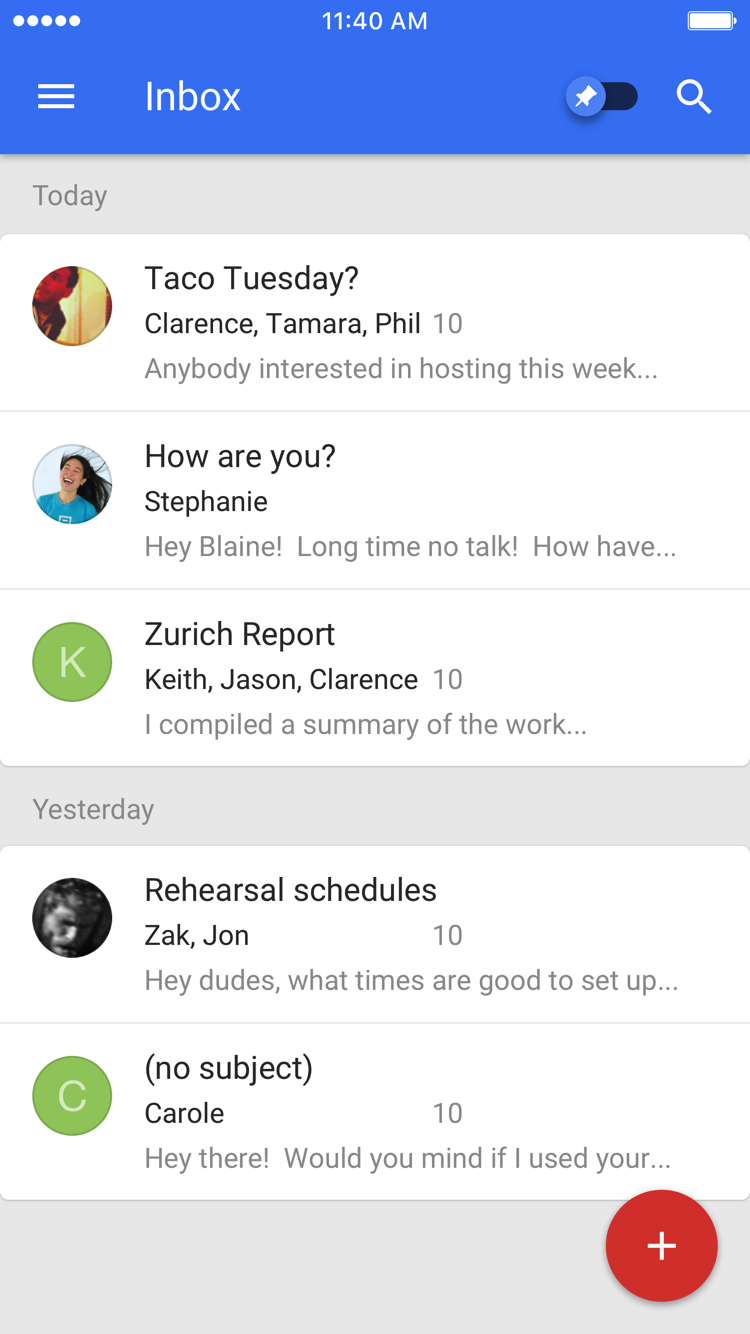 11:40 AM
Inbox
Today
Taco Tuesday?
Clarence, Tamara, Phil 10
Anybody interested in hosting this week...
How are you?
Stephanie
Hey Blaine!  Long time no talk!  How have...
K
Zurich Report
Keith, Jason, Clarence 10
I compiled a summary of the work...
Yesterday
Rehearsal schedules
Zak, Jon 10
Hey dudes, what times are good to set up...
C
(no subject)
Carole 10
Hey there!  Would you mind if I used your...
+